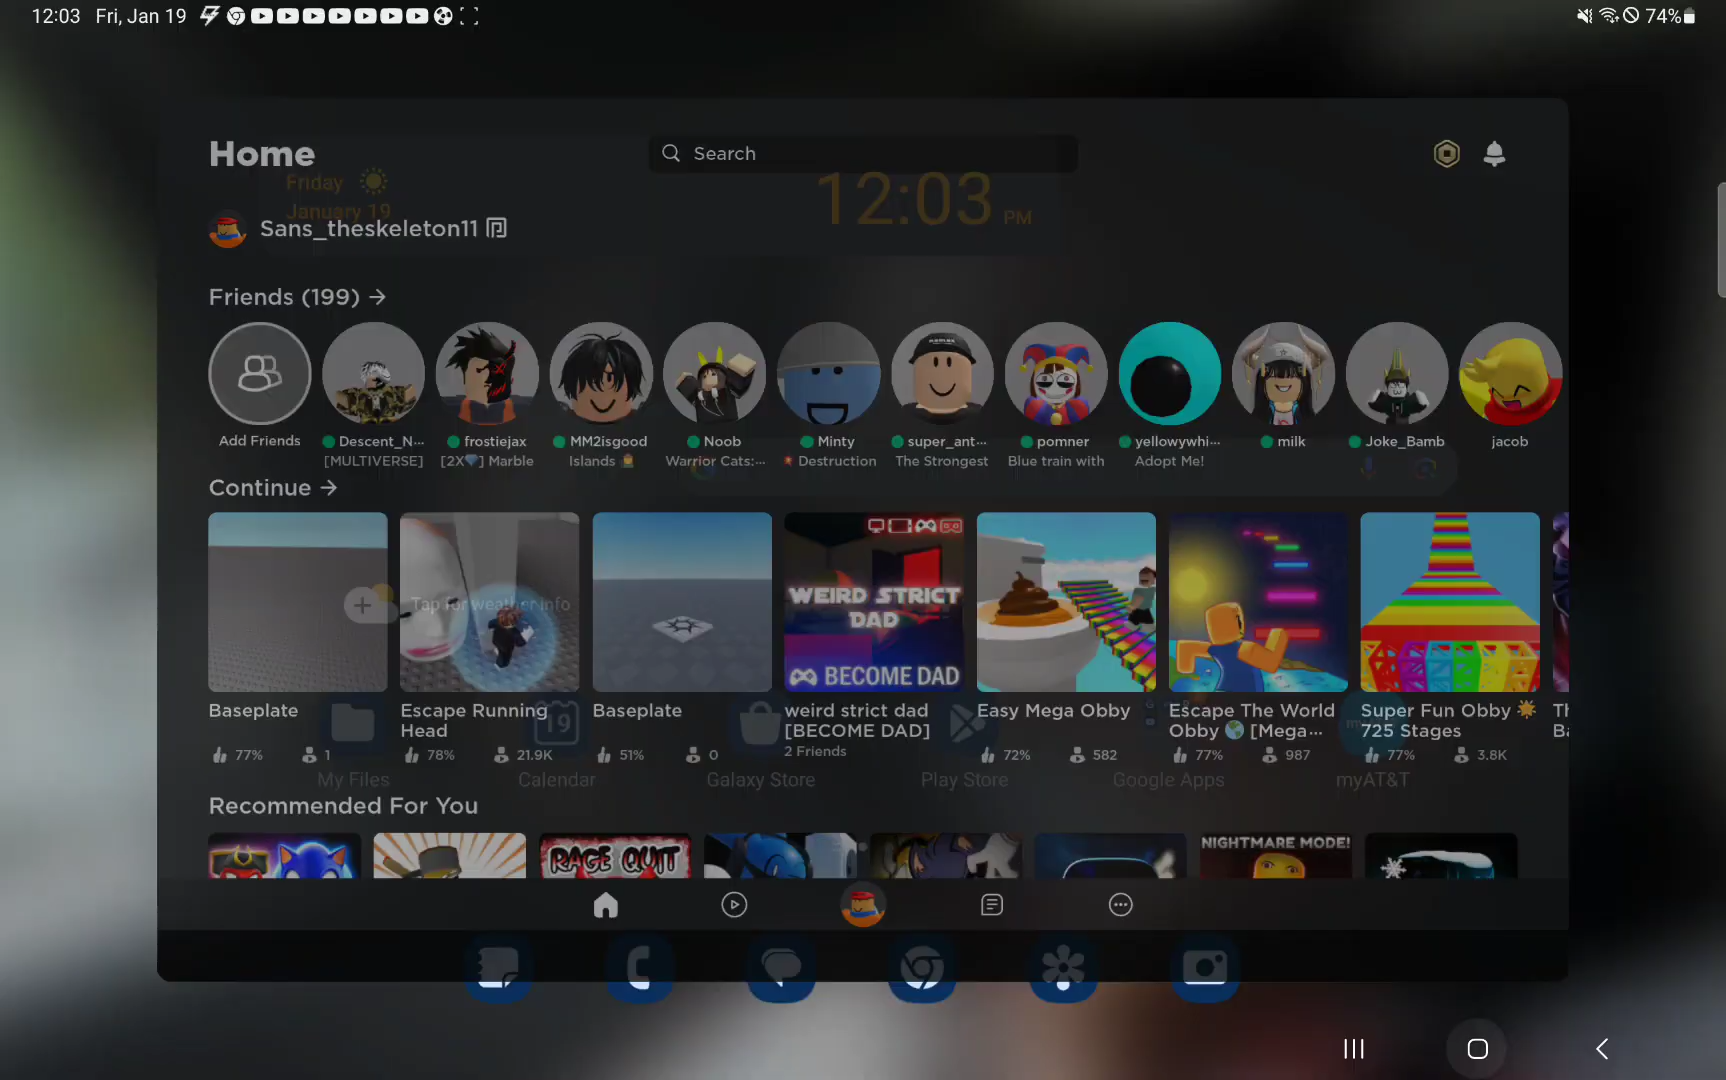 12:03 Fri, Jan 19
74%
Home
Search
Friday
January 19
12:03 PM
Sans_theskeleton11
Friends (199) →
Add Friends
Descent_N...
[MULTIVERSE]
frostiejax
[2X💎] Marble
MM2isgood
Islands
Noob
Warrior Cats:...
Minty
Destruction
super_ant...
The Strongest
pomner
Blue train with
yellowywhi...
Adopt Me!
milk
Joke_Bamb
jacob
Continue →
Tap for weather info
WEIRD STRICT
DAD
BECOME DAD
Baseplate
77% 1
Escape Running
Head
78% 21.9K
Baseplate
51% 0
weird strict dad
[BECOME DAD]
2 Friends
Easy Mega Obby
72% 582
Escape The World
Obby 🌎 [Mega...
77% 987
Super Fun Obby ☀
725 Stages
77% 3.8K
My Files
19
Calendar
Galaxy Store
Play Store
Google Apps
myAT&T
Recommended For You
RAGE QUIT
NIGHTMARE MODE!